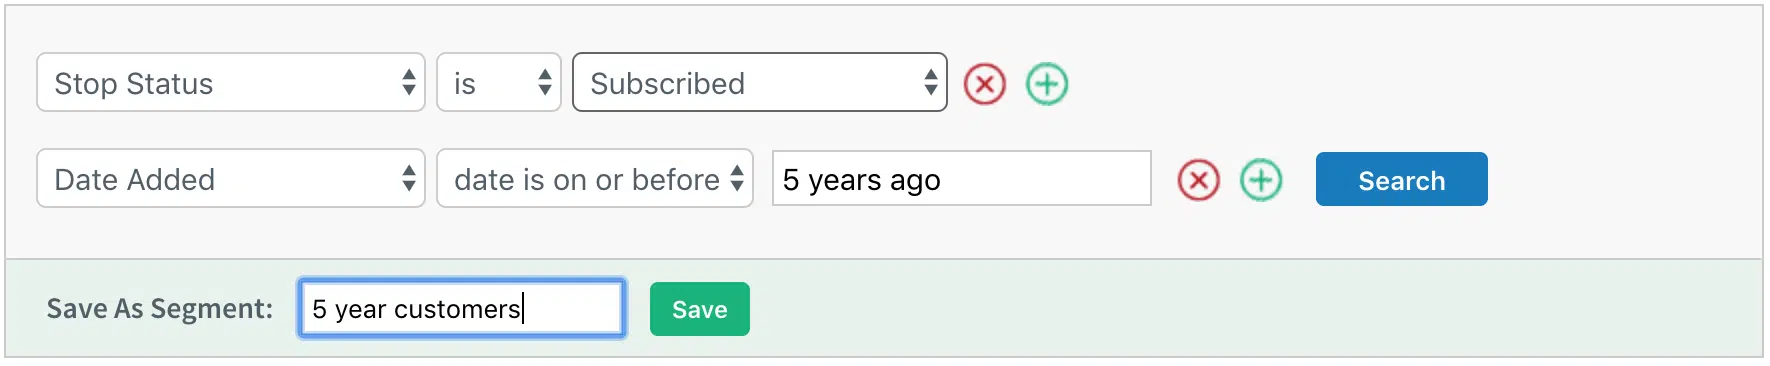 Stop Status is Subscribed
Date Added date is on or before 5 years ago Search
Save As Segment: 5 year customers Save